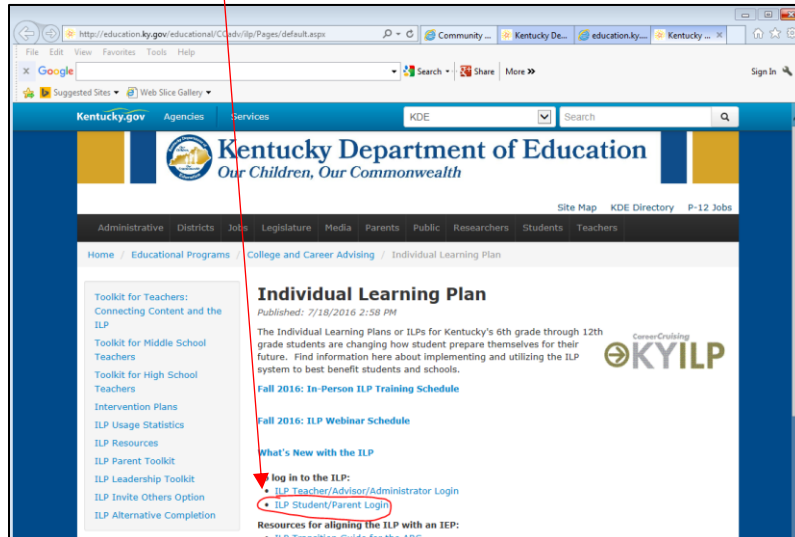 http://education.ky.gov/educational/CCadv/ilp/Pages/default.aspx
Community ...
Kentucky De...
education.ky....
Kentucky ...
File Edit View Favorites Tools Help
Google
Search
Share
More >>
Sign In
Suggested Sites
Web Slice Gallery
Kentucky.gov Agencies Services
KDE
Search
Kentucky Department of Education
Our Children, Our Commonwealth
Site Map KDE Directory P-12 Jobs
Administrative Districts Jobs Legislature Media Parents Public Researchers Students Teachers
Home / Educational Programs / College and Career Advising / Individual Learning Plan
Toolkit for Teachers:
Connecting Content and the
ILP
Toolkit for Middle School
Teachers
Toolkit for High School
Teachers
Intervention Plans
ILP Usage Statistics
ILP Resources
ILP Parent Toolkit
ILP Leadership Toolkit
ILP Invite Others Option
ILP Alternative Completion
Individual Learning Plan
Published: 7/18/2016 2:58 PM
The Individual Learning Plans or ILPs for Kentucky's 6th grade through 12th
grade students are changing how student prepare themselves for their
future. Find information here about implementing and utilizing the ILP
system to best benefit students and schools.
CareerCruising
KYILP
Fall 2016: In-Person ILP Training Schedule
Fall 2016: ILP Webinar Schedule
What's New with the ILP
To log in to the ILP:
• ILP Teacher/Advisor/Administrator Login
• ILP Student/Parent Login
Resources for aligning the ILP with an IEP:
• ILP Transition Guide for the ARC